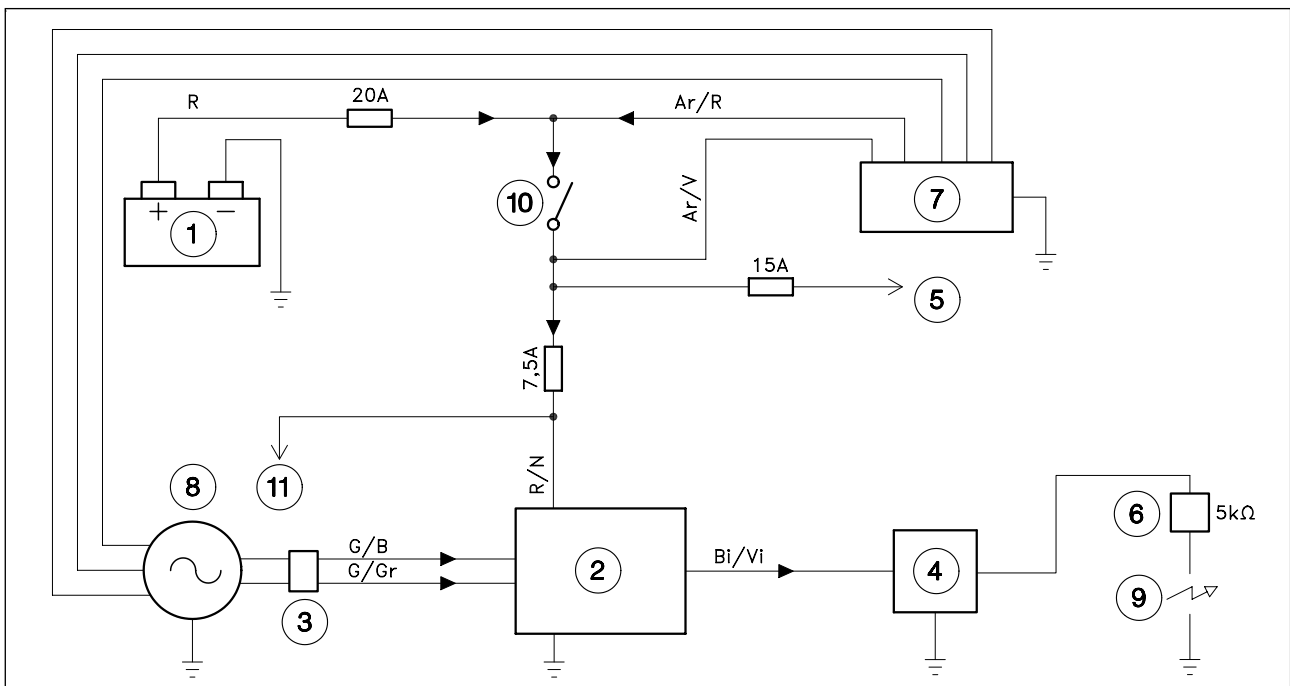 20A
R
Ar/R
10
7
+ −
1
Ar/V
15A
5
7,5A
8
11
R/N
6
5kΩ
G/B
G/Gr
2
Bi/Vi
4
9
3